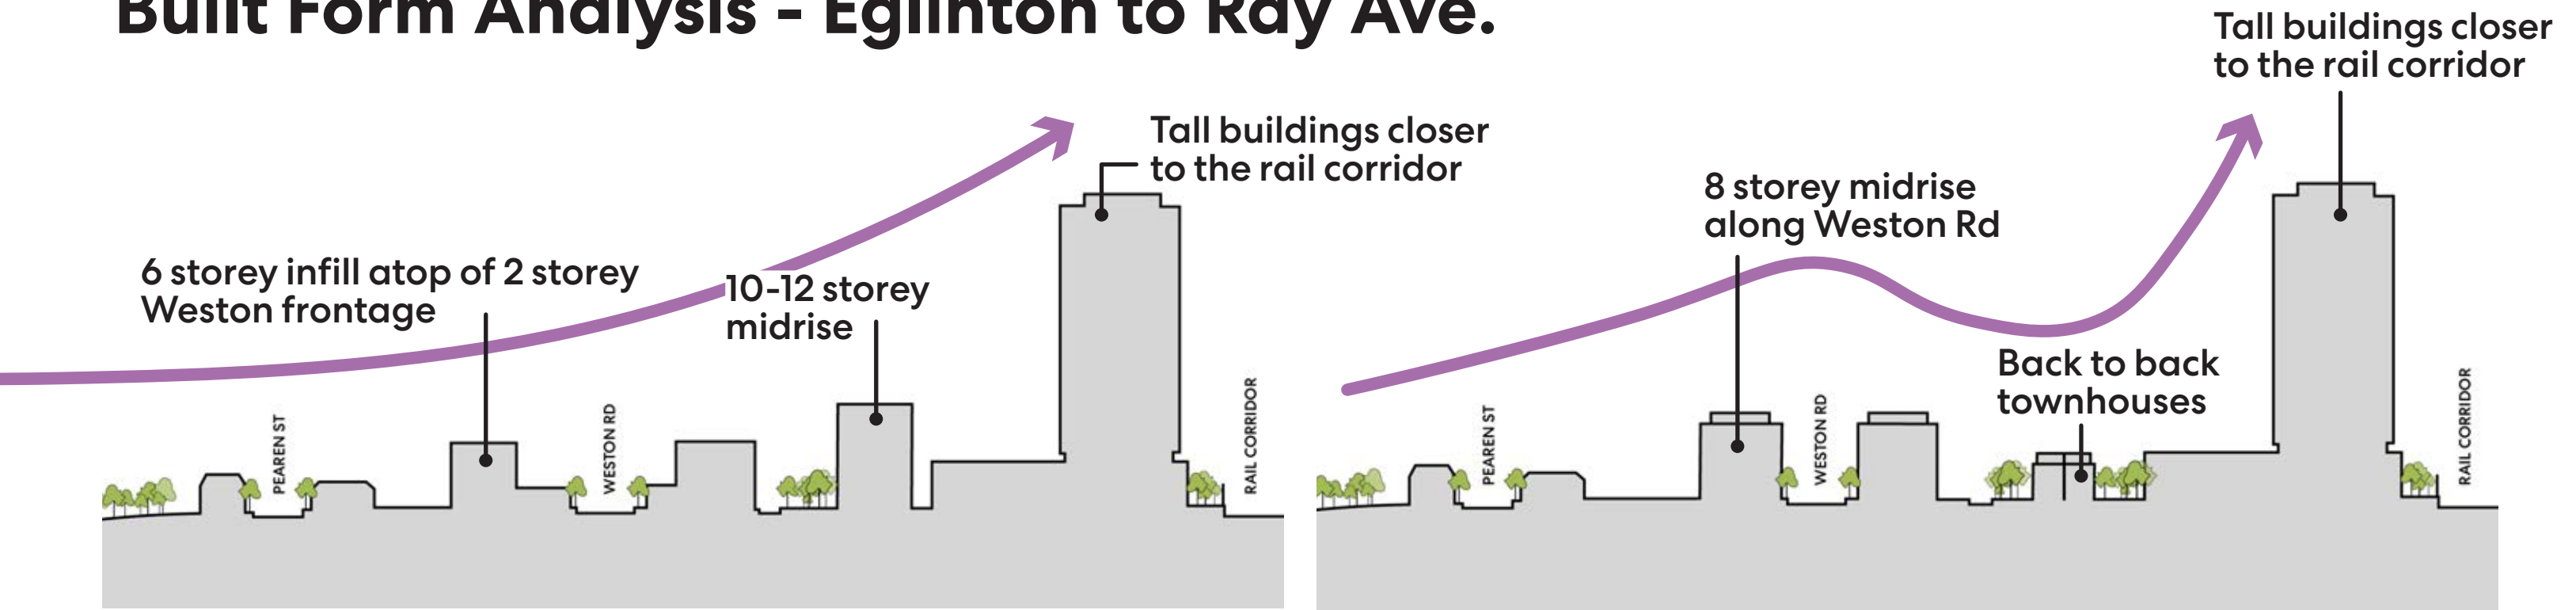 Built Form Analysis - Eglinton to Ray Ave.
Tall buildings closer
to the rail corridor
6 storey infill atop of 2 storey
Weston frontage
10-12 storey
midrise
PEAREN ST
WESTON RD
RAIL CORRIDOR
Tall buildings closer
to the rail corridor
8 storey midrise
along Weston Rd
Back to back
townhouses
PEAREN ST
WESTON RD
RAIL CORRIDOR